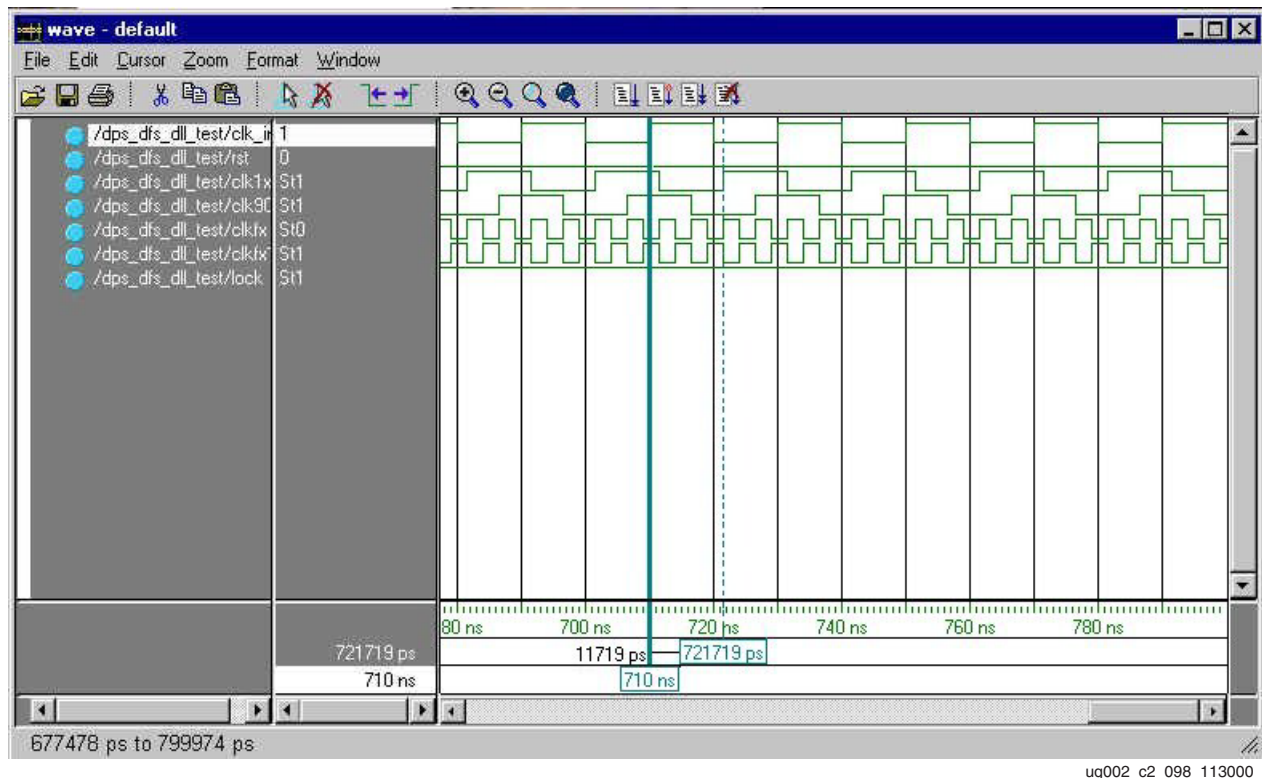 wave - default
File Edit Cursor Zoom Format Window
/dps_dfs_dll_test/clk_in 1
/dps_dfs_dll_test/rst 0
/dps_dfs_dll_test/clk1x St1
/dps_dfs_dll_test/clk90 St1
/dps_dfs_dll_test/clkfx St0
/dps_dfs_dll_test/clkfx St1
/dps_dfs_dll_test/lock St1
80 ns 700 ns 720 ns 740 ns 760 ns 780 ns
721719 ps 11719 ps 721719 ps
710 ns 710 ns
677478 ps to 799974 ps
ug002_c2_098_113000